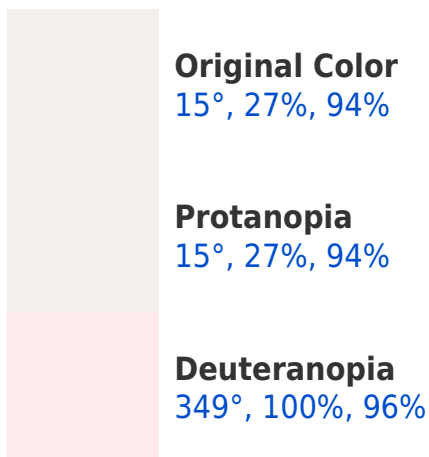 Original Color
15°, 27%, 94%
Protanopia
15°, 27%, 94%
Deuteranopia
349°, 100%, 96%